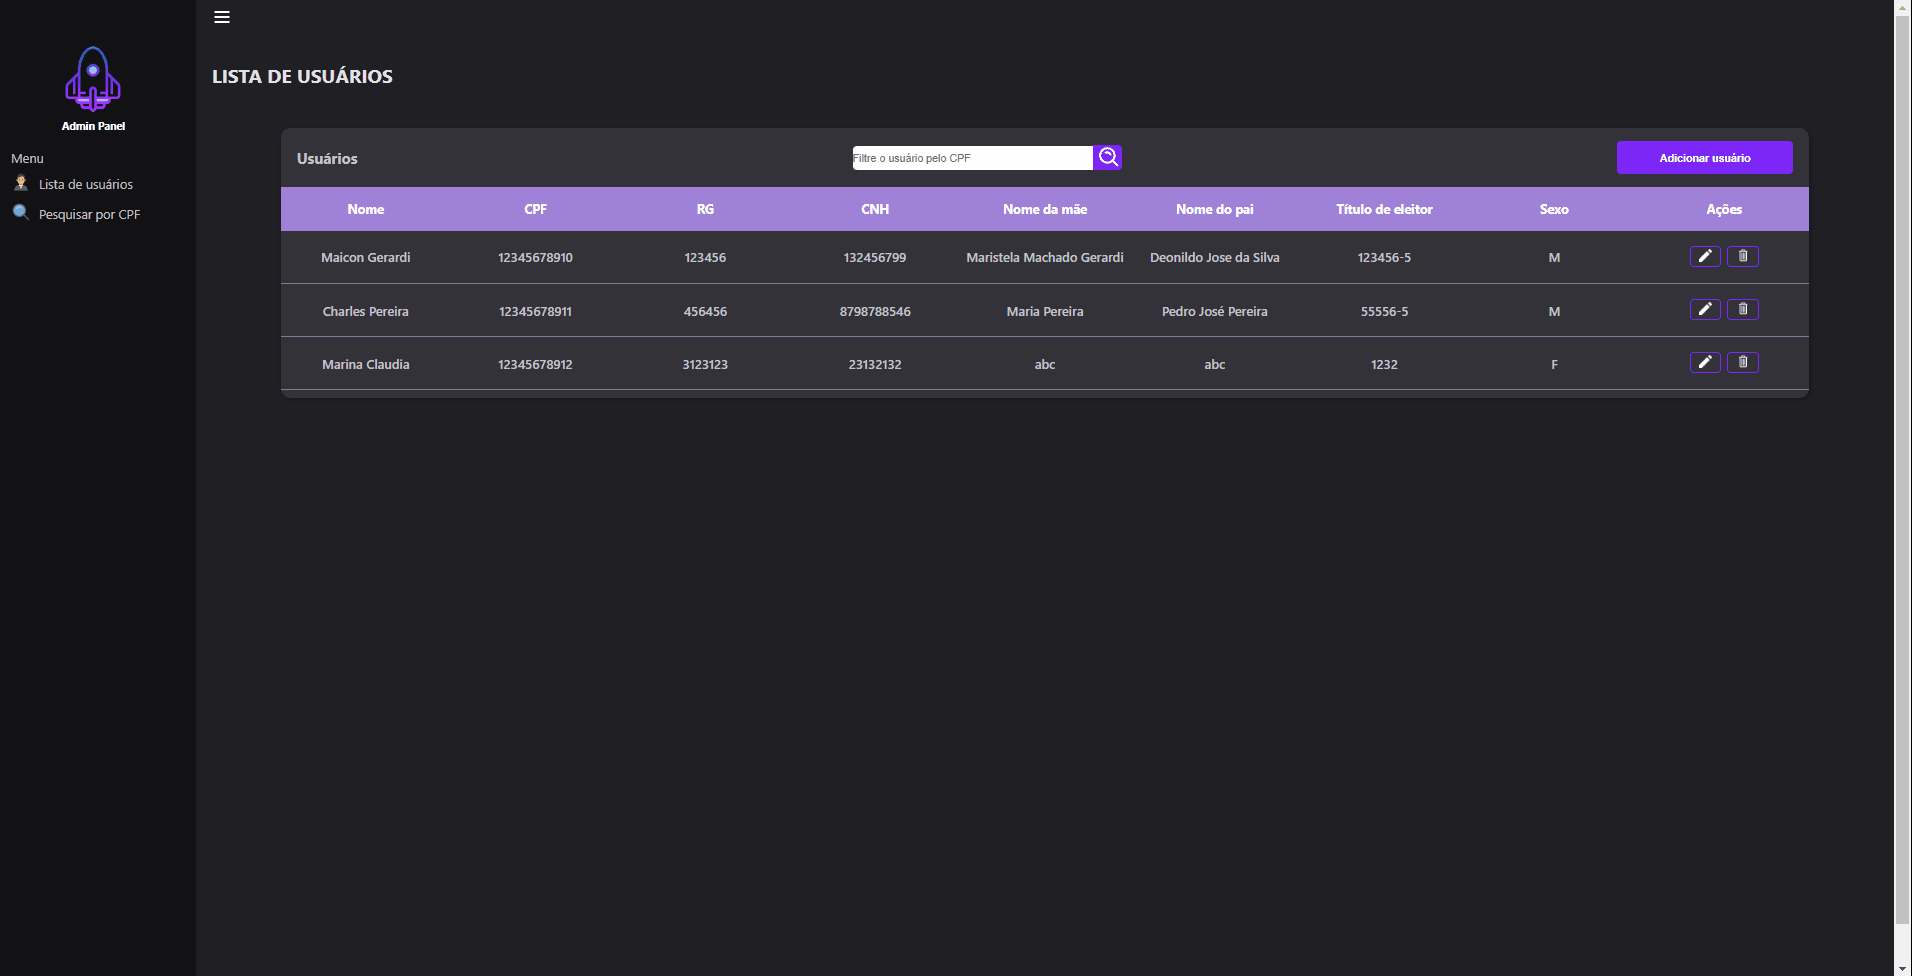 Admin Panel
Menu
Lista de usuários
Pesquisar por CPF
LISTA DE USUÁRIOS
Usuários Filtre o usuário pelo CPF Adicionar usuário
Nome CPF RG CNH Nome da mãe Nome do pai Título de eleitor Sexo Ações
Maicon Gerardi 12345678910 123456 132456799 Maristela Machado Gerardi Deonildo Jose da Silva 123456-5 M
Charles Pereira 12345678911 456456 8798788546 Maria Pereira Pedro José Pereira 55556-5 M
Marina Claudia 12345678912 3123123 23132132 abc abc 1232 F